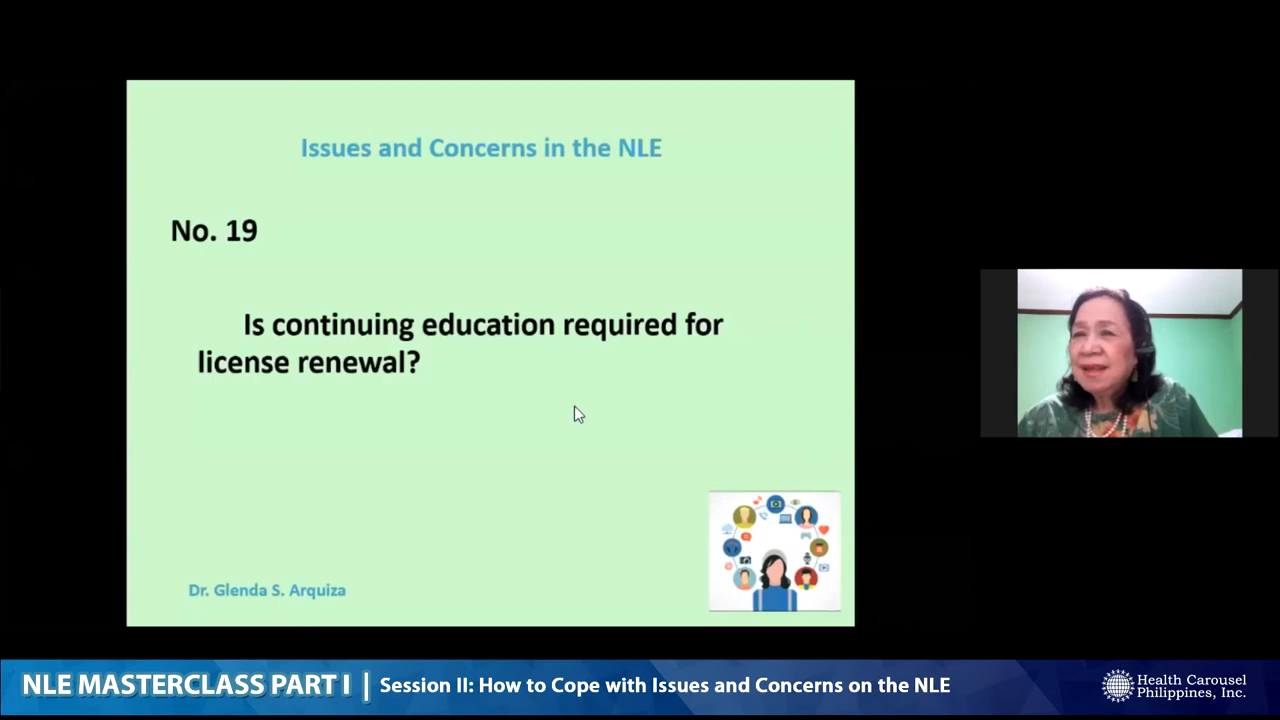 Issues and Concerns in the NLE
No. 19
Is continuing education required for
license renewal?
Dr. Glenda S. Arquiza
NLE MASTERCLASS PART I | Session II: How to Cope with Issues and Concerns on the NLE
Health Carousel
Philippines, Inc.